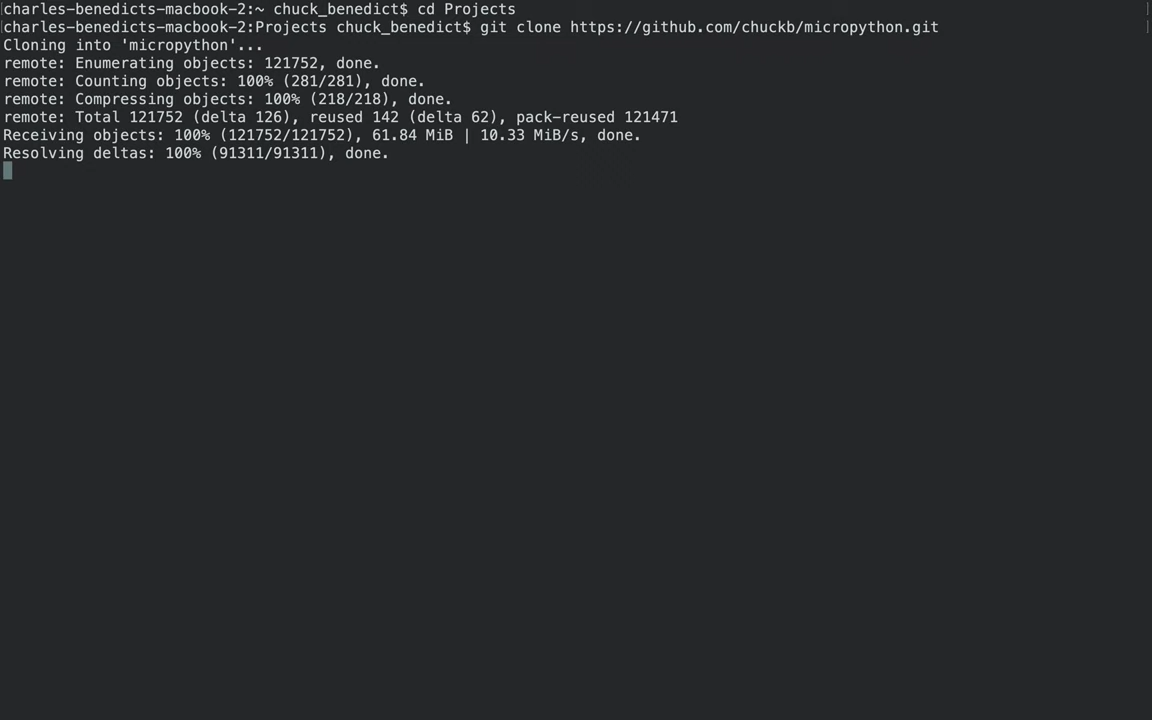 charles-benedicts-macbook-2:~ chuck_benedict$ cd Projects
charles-benedicts-macbook-2:Projects chuck_benedict$ git clone https://github.com/chuckb/micropython.git
Cloning into 'micropython'...
remote: Enumerating objects: 121752, done.
remote: Counting objects: 100% (281/281), done.
remote: Compressing objects: 100% (218/218), done.
remote: Total 121752 (delta 126), reused 142 (delta 62), pack-reused 121471
Receiving objects: 100% (121752/121752), 61.84 MiB | 10.33 MiB/s, done.
Resolving deltas: 100% (91311/91311), done.